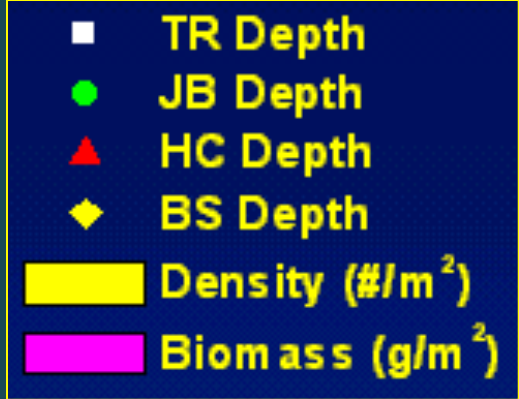 TR Depth
JB Depth
HC Depth
BS Depth
Density (#/m²)
Biomass (g/m²)